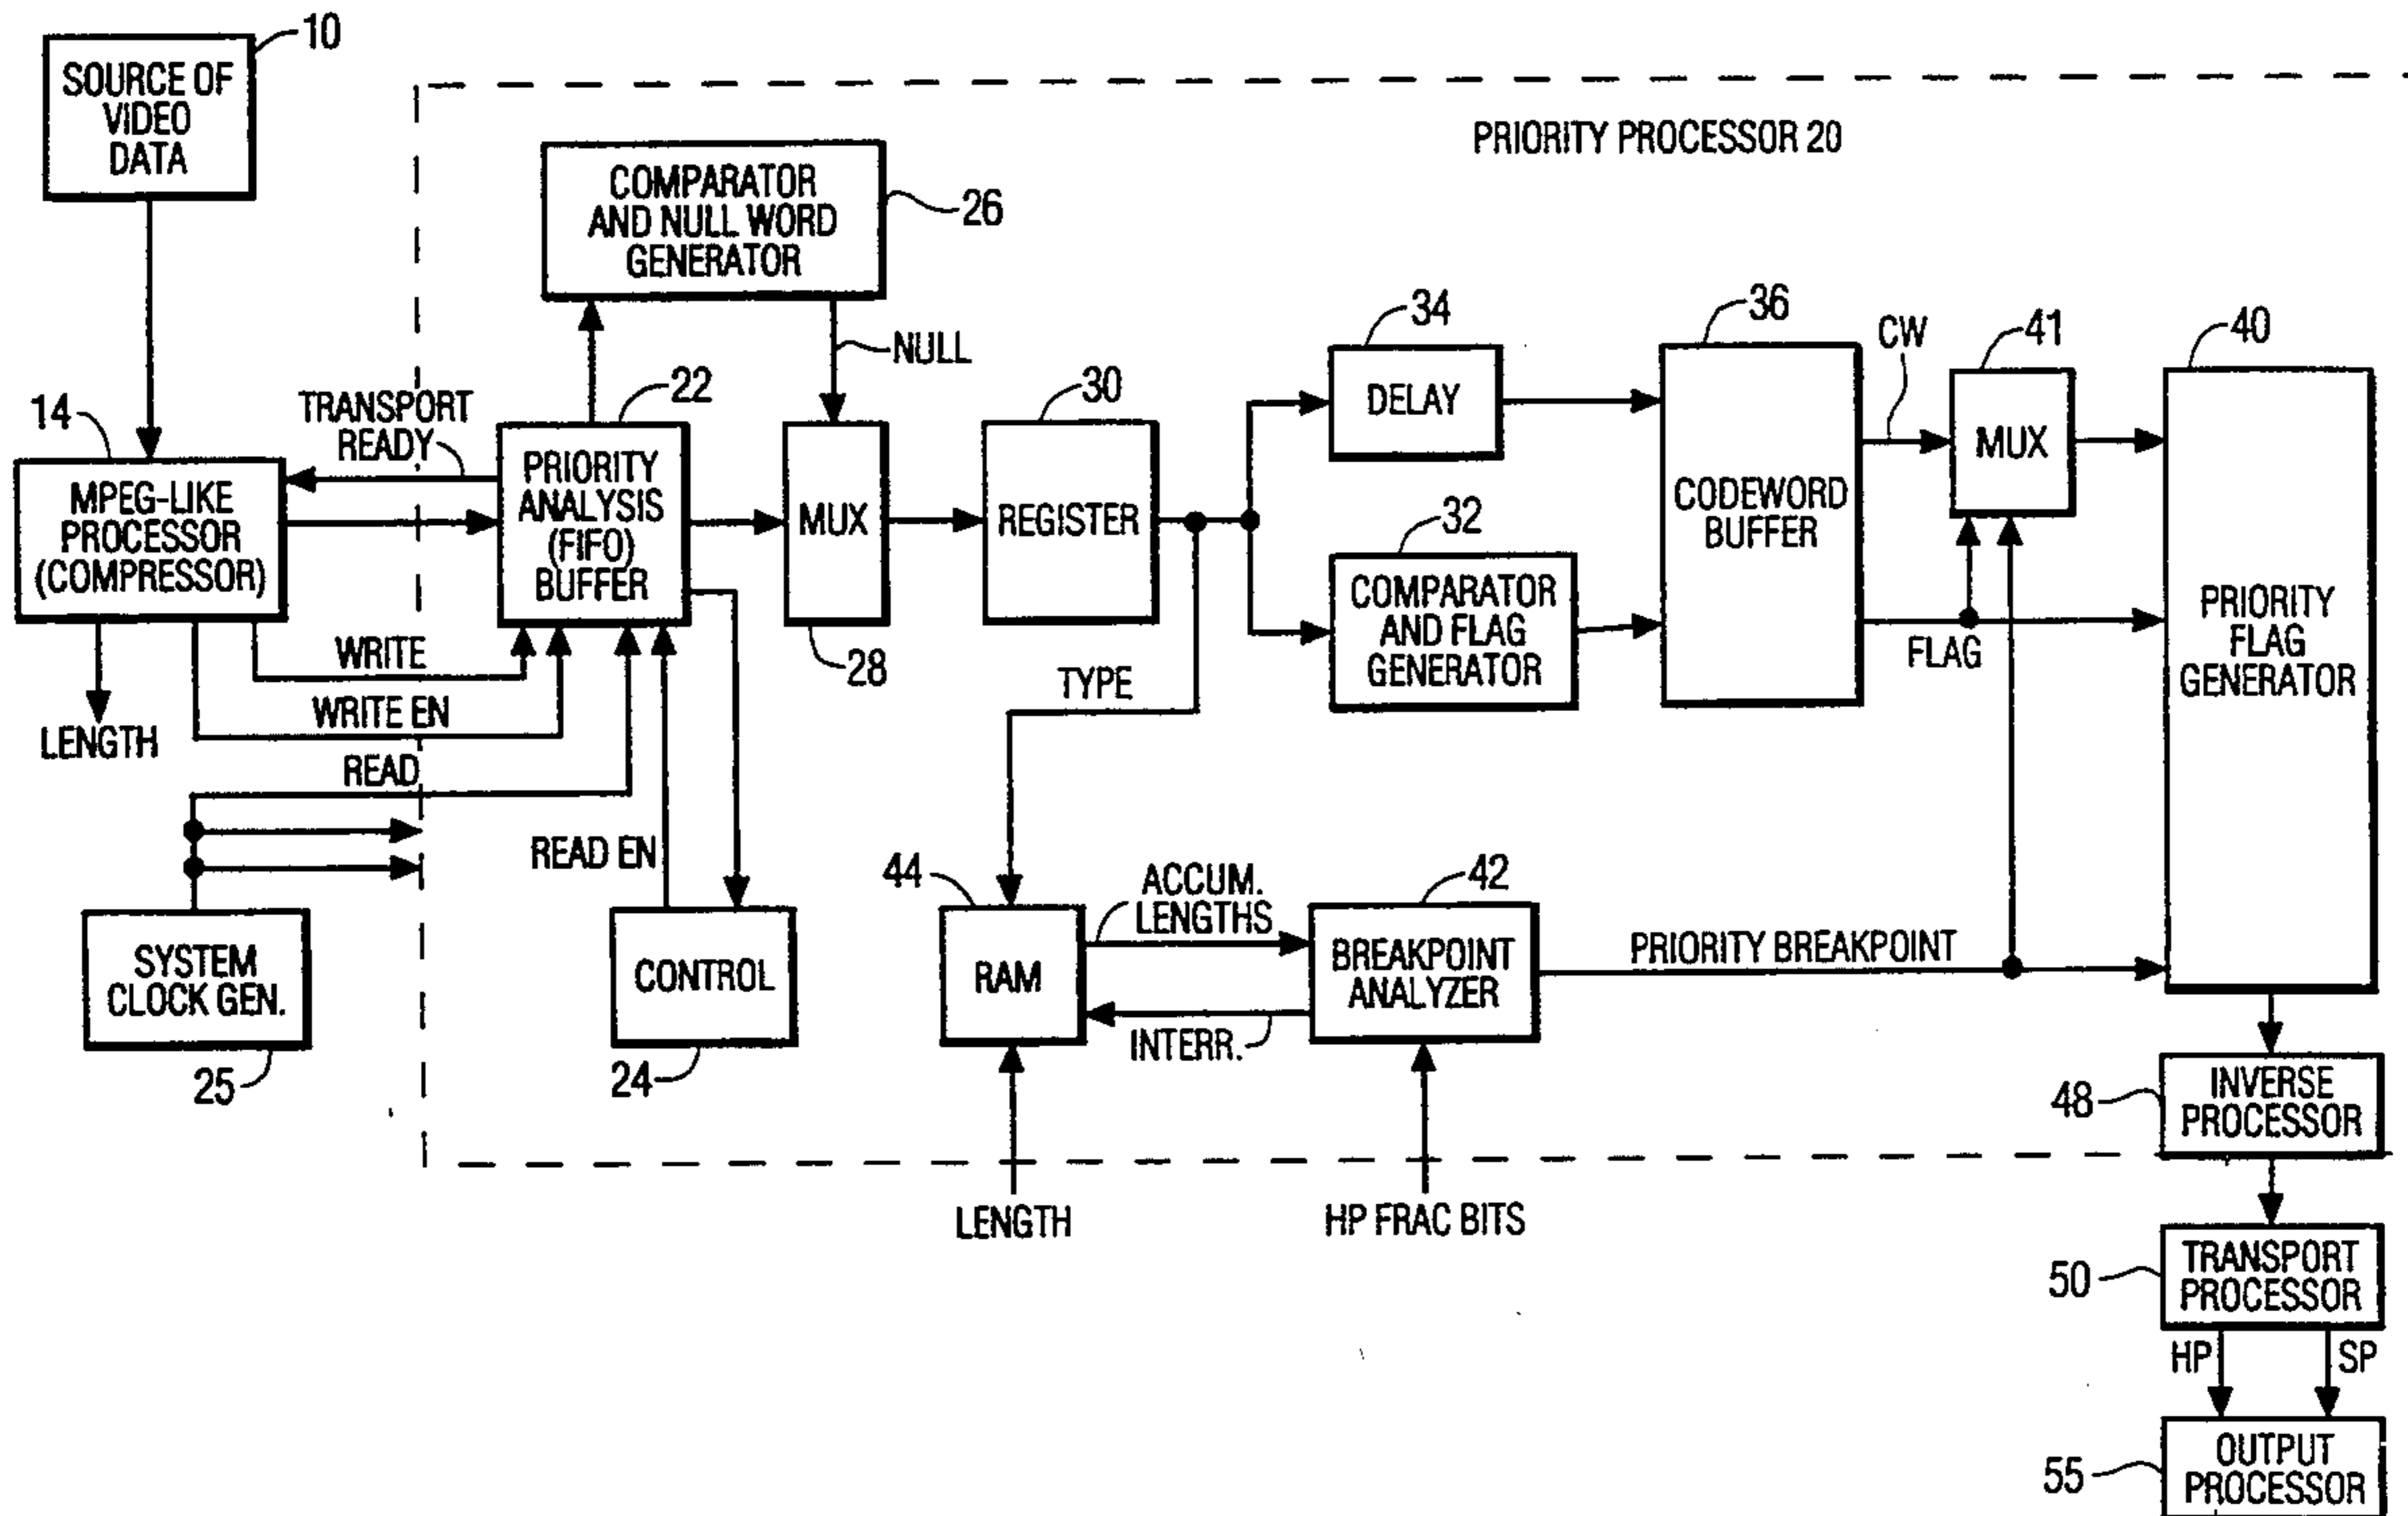 10
SOURCE OF
VIDEO
DATA
PRIORITY PROCESSOR 20
COMPARATOR
AND NULL WORD
GENERATOR
26
NULL
14
TRANSPORT
READY
22
MPEG-LIKE
PROCESSOR
(COMPRESSOR)
PRIORITY
ANALYSIS
(FIFO)
BUFFER
MUX
28
30
REGISTER
34
DELAY
32
COMPARATOR
AND FLAG
GENERATOR
36
CODEWORD
BUFFER
CW
41
MUX
40
PRIORITY
FLAG
GENERATOR
FLAG
WRITE
WRITE EN
LENGTH
READ
READ EN
TYPE
SYSTEM
CLOCK GEN.
25
CONTROL
24
44
RAM
ACCUM.
LENGTHS
INTERR.
42
BREAKPOINT
ANALYZER
PRIORITY BREAKPOINT
LENGTH
HP FRAC BITS
48
INVERSE
PROCESSOR
50
TRANSPORT
PROCESSOR
HP
SP
55
OUTPUT
PROCESSOR